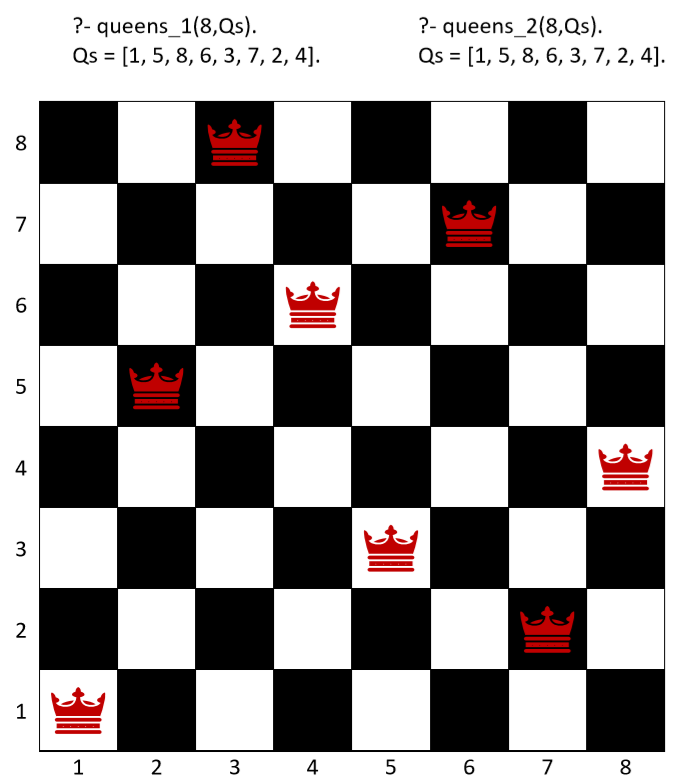 ?- queens_1(8,Qs).
Qs = [1, 5, 8, 6, 3, 7, 2, 4].
?- queens_2(8,Qs).
Qs = [1, 5, 8, 6, 3, 7, 2, 4].
8
7
6
5
4
3
2
1
1 2 3 4 5 6 7 8